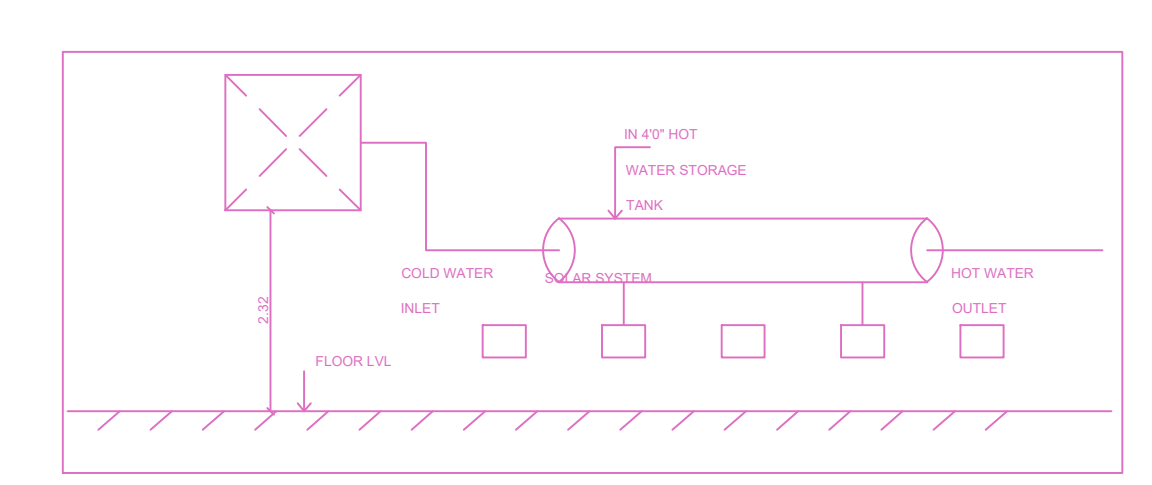 IN 4'0" HOT
WATER STORAGE
TANK
COLD WATER
INLET
SOLAR SYSTEM
HOT WATER
OUTLET
2,32
FLOOR LVL